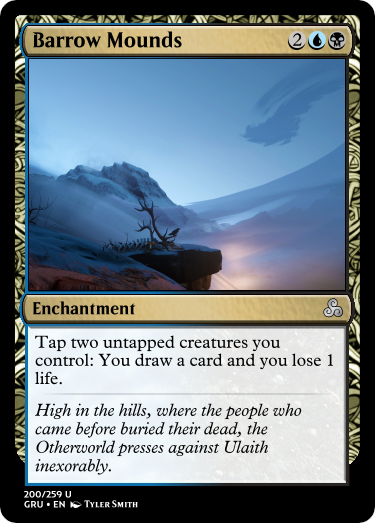 Barrow Mounds 2
Enchantment
Tap two untapped creatures you
control: You draw a card and you lose 1
life.
High in the hills, where the people who
came before buried their dead, the
Otherworld presses against Ulaith
inexorably.
200/259 U
GRU • EN Tyler Smith